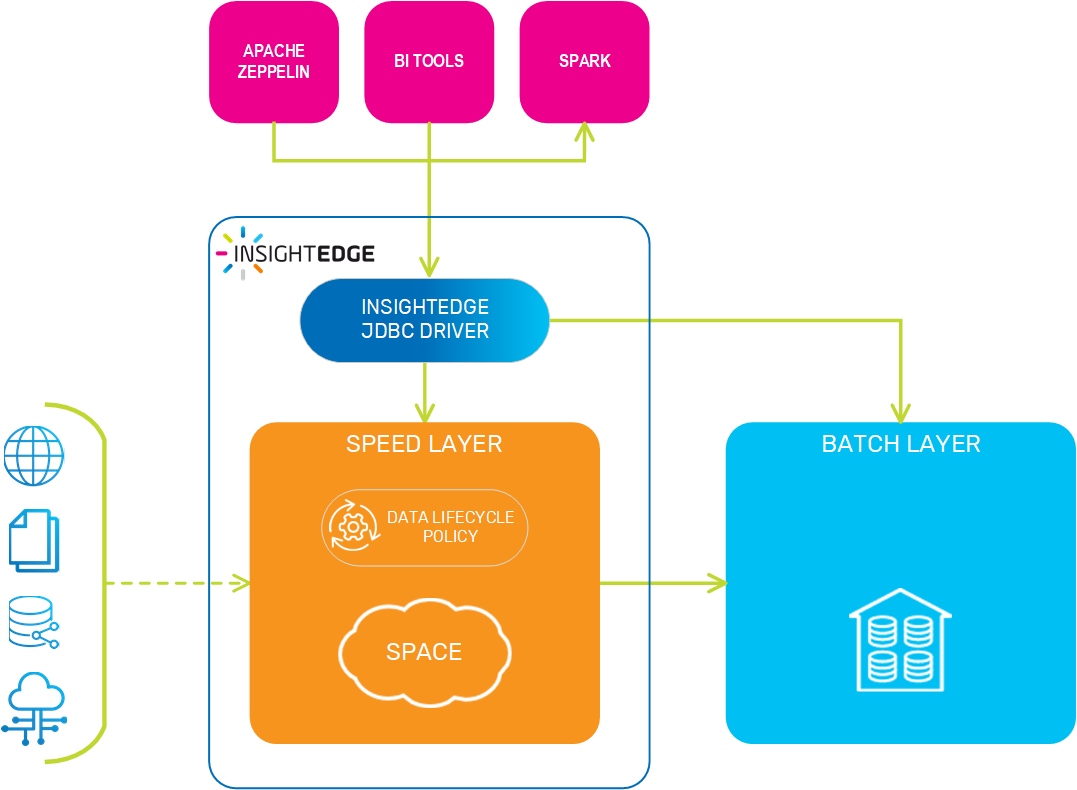 APACHE
ZEPPELIN
BI TOOLS
SPARK
INSIGHTEDGE
INSIGHTEDGE
JDBC DRIVER
SPEED LAYER
DATA LIFECYCLE
POLICY
SPACE
BATCH LAYER